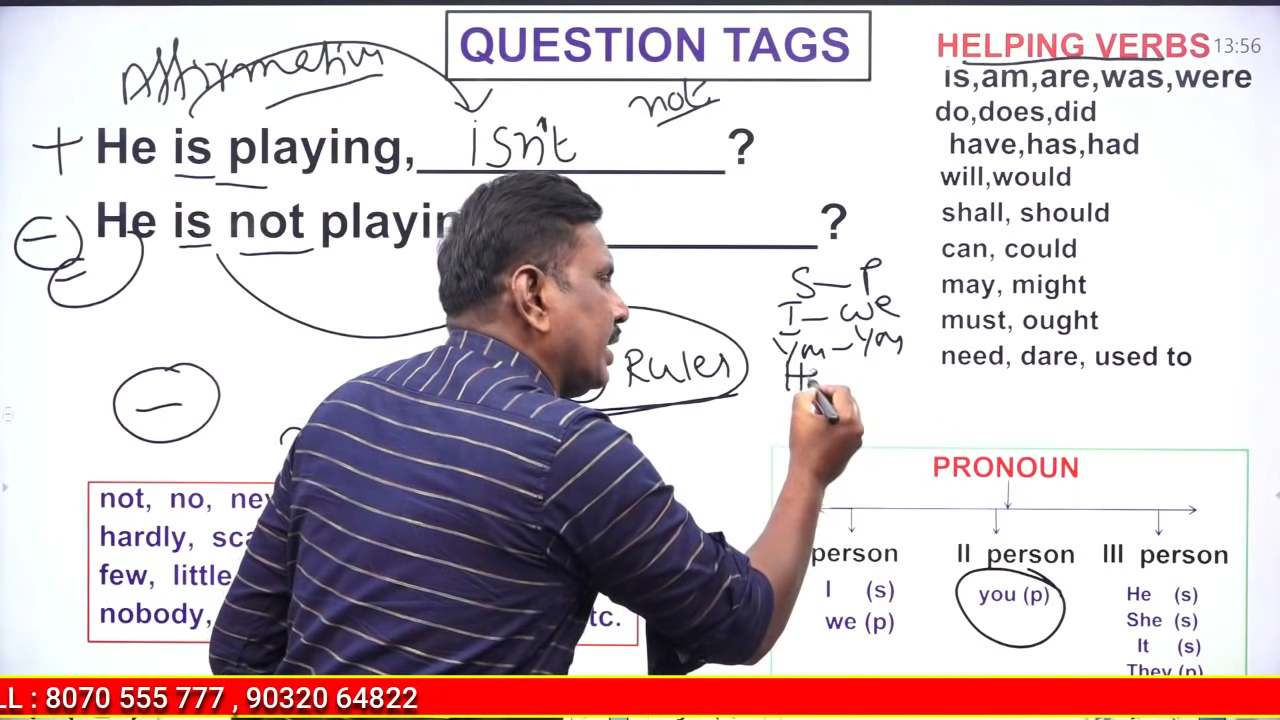 QUESTION TAGS
HELPING VERBS 13:56
Affirmative
is,am,are,was,were
not
do,does,did
+ He is playing, isn't ?
have,has,had
will,would
- He is not playin ?
shall, should
can, could
S - P
may, might
I - we
must, ought
You - You
need, dare, used to
Rules
H
PRONOUN
not, no, ne
hardly, sca
person II person III person
few, little
I (s) you (p) He (s)
nobody, tc.
we (p) She (s)
It (s)
They (p)
LL : 8070 555 777 , 90320 64822